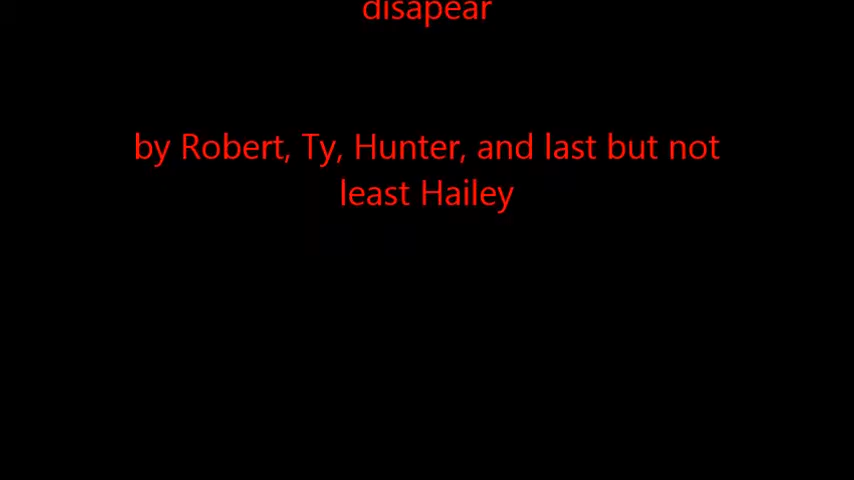 disapear
by Robert, Ty, Hunter, and last but not
least Hailey